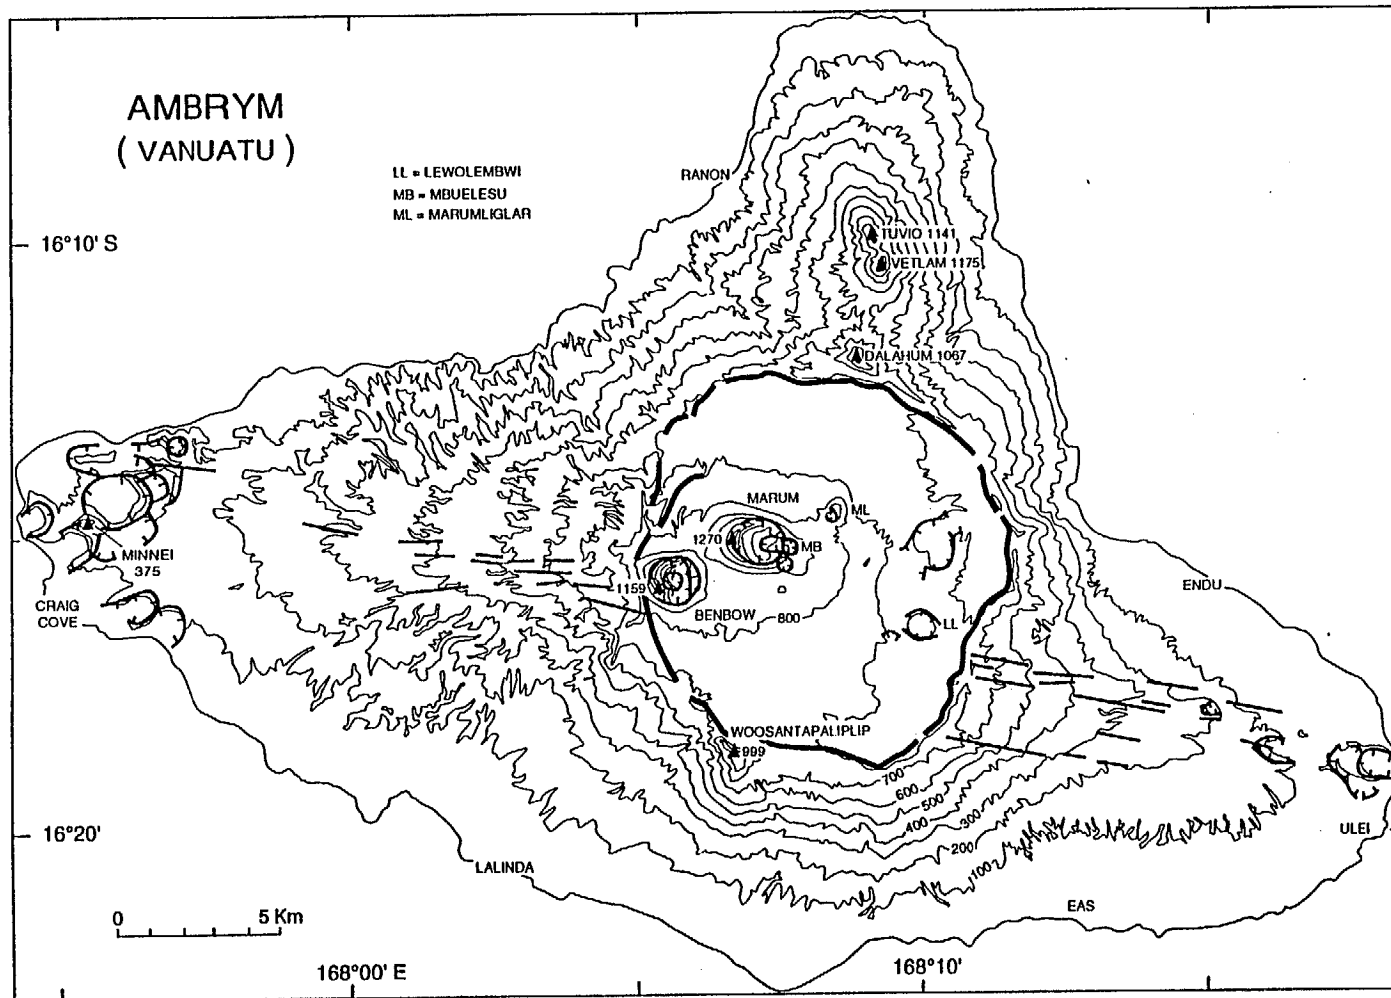 AMBRYM
( VANUATU )
LL = LEWOLEMBWI
MB = MBUELESU
ML = MARUMLIGLAR
RANON
16°10' S
TUVIO 1141
VETLAM 1175
DALAHUM 1067
MARUM
ML
1270
MB
MINNEI
375
1159
ENDU
CRAIG
COVE
BENBOW
800
LL
WOOSANTAPALIPLIP
999
700
600
500
400
300
200
100
16°20'
ULEI
LALINDA
EAS
0
5 Km
168°00' E
168°10'